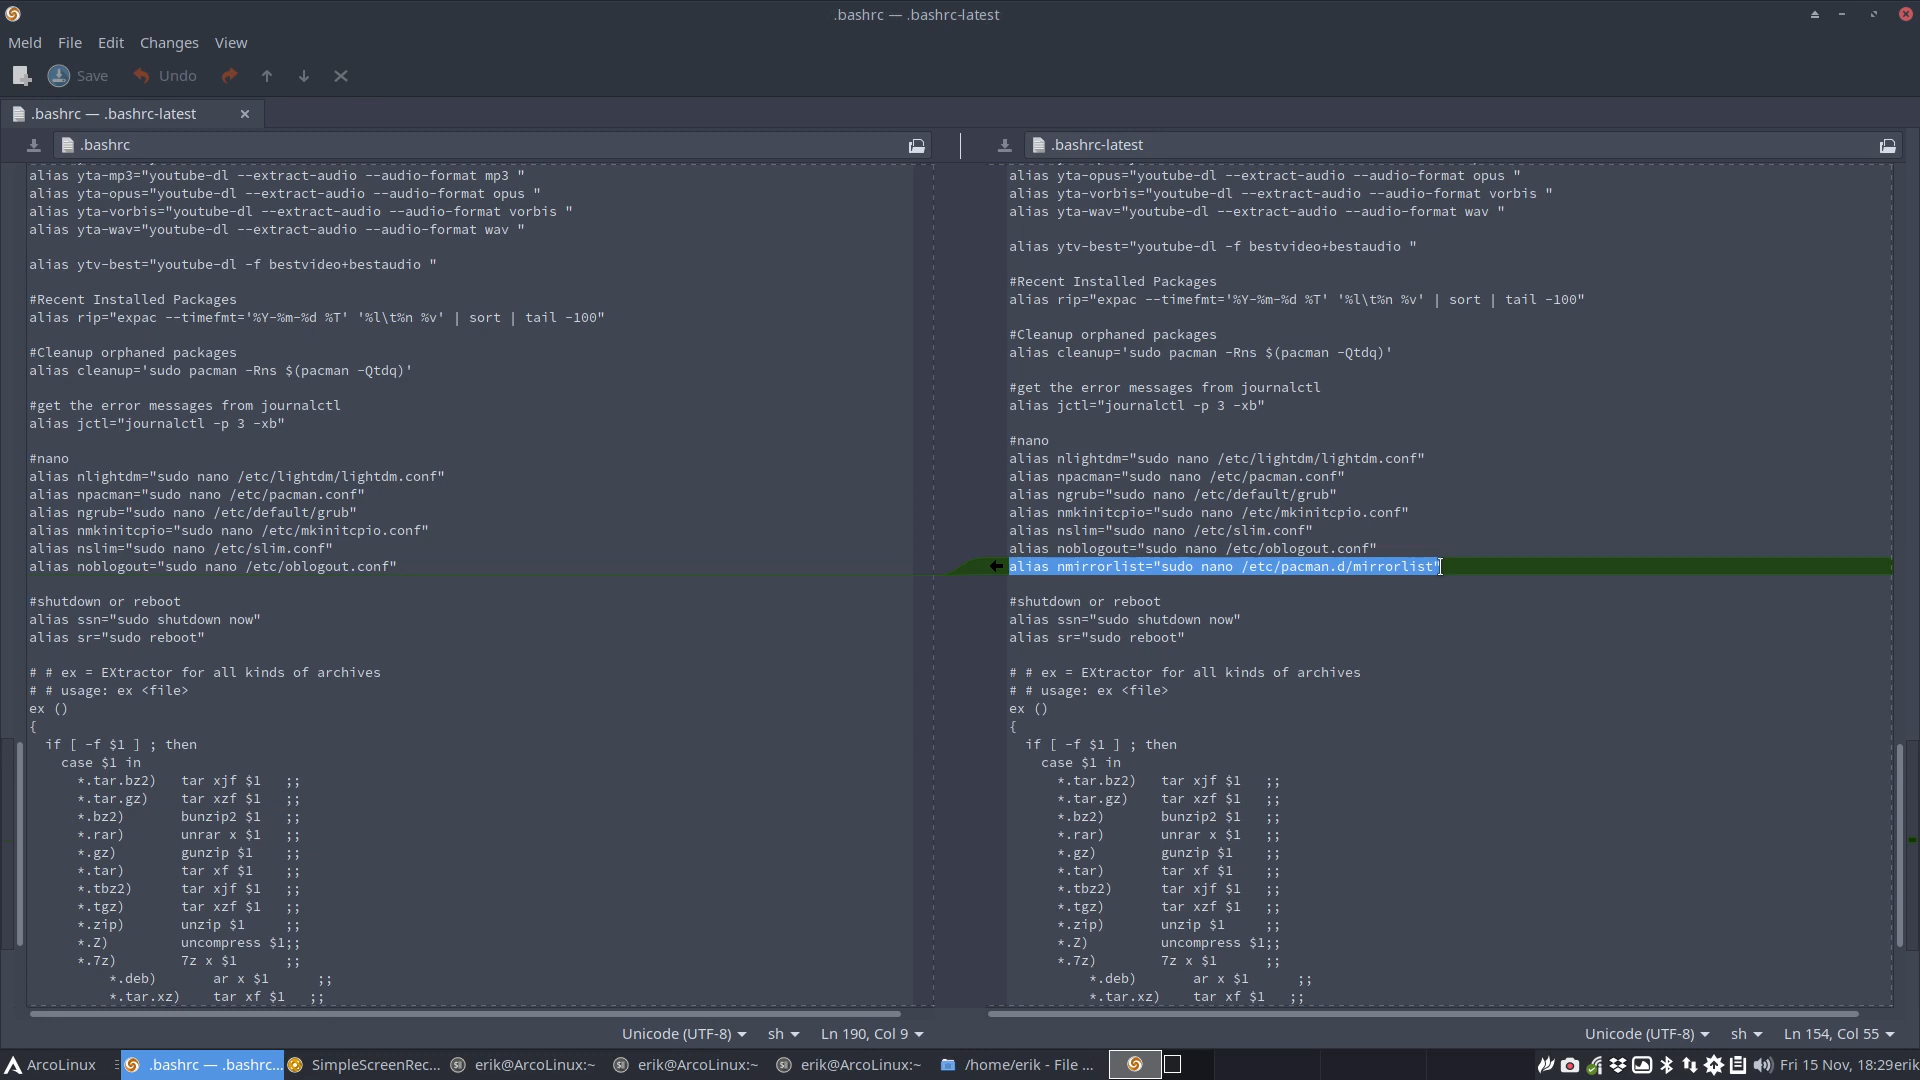 .bashrc — .bashrc-latest
Meld File Edit Changes View
Save Undo
.bashrc — .bashrc-latest
.bashrc
alias yta-mp3="youtube-dl --extract-audio --audio-format mp3 "
alias yta-opus="youtube-dl --extract-audio --audio-format opus "
alias yta-vorbis="youtube-dl --extract-audio --audio-format vorbis "
alias yta-wav="youtube-dl --extract-audio --audio-format wav "
alias ytv-best="youtube-dl -f bestvideo+bestaudio "
#Recent Installed Packages
alias rip="expac --timefmt='%Y-%m-%d %T' '%l\t%n %v' | sort | tail -100"
#Cleanup orphaned packages
alias cleanup='sudo pacman -Rns $(pacman -Qtdq)'
#get the error messages from journalctl
alias jctl="journalctl -p 3 -xb"
#nano
alias nlightdm="sudo nano /etc/lightdm/lightdm.conf"
alias npacman="sudo nano /etc/pacman.conf"
alias ngrub="sudo nano /etc/default/grub"
alias nmkinitcpio="sudo nano /etc/mkinitcpio.conf"
alias nslim="sudo nano /etc/slim.conf"
alias noblogout="sudo nano /etc/oblogout.conf"
#shutdown or reboot
alias ssn="sudo shutdown now"
alias sr="sudo reboot"
# # ex = EXtractor for all kinds of archives
# # usage: ex <file>
ex ()
{
if [ -f $1 ] ; then
case $1 in
*.tar.bz2) tar xjf $1 ;;
*.tar.gz) tar xzf $1 ;;
*.bz2) bunzip2 $1 ;;
*.rar) unrar x $1 ;;
*.gz) gunzip $1 ;;
*.tar) tar xf $1 ;;
*.tbz2) tar xjf $1 ;;
*.tgz) tar xzf $1 ;;
*.zip) unzip $1 ;;
*.Z) uncompress $1;;
*.7z) 7z x $1 ;;
*.deb) ar x $1 ;;
*.tar.xz) tar xf $1 ;;
Unicode (UTF-8) sh Ln 190, Col 9
.bashrc-latest
alias yta-opus="youtube-dl --extract-audio --audio-format opus "
alias yta-vorbis="youtube-dl --extract-audio --audio-format vorbis "
alias yta-wav="youtube-dl --extract-audio --audio-format wav "
alias ytv-best="youtube-dl -f bestvideo+bestaudio "
#Recent Installed Packages
alias rip="expac --timefmt='%Y-%m-%d %T' '%l\t%n %v' | sort | tail -100"
#Cleanup orphaned packages
alias cleanup='sudo pacman -Rns $(pacman -Qtdq)'
#get the error messages from journalctl
alias jctl="journalctl -p 3 -xb"
#nano
alias nlightdm="sudo nano /etc/lightdm/lightdm.conf"
alias npacman="sudo nano /etc/pacman.conf"
alias ngrub="sudo nano /etc/default/grub"
alias nmkinitcpio="sudo nano /etc/mkinitcpio.conf"
alias nslim="sudo nano /etc/slim.conf"
alias noblogout="sudo nano /etc/oblogout.conf"
alias nmirrorlist="sudo nano /etc/pacman.d/mirrorlist"
#shutdown or reboot
alias ssn="sudo shutdown now"
alias sr="sudo reboot"
# # ex = EXtractor for all kinds of archives
# # usage: ex <file>
ex ()
{
if [ -f $1 ] ; then
case $1 in
*.tar.bz2) tar xjf $1 ;;
*.tar.gz) tar xzf $1 ;;
*.bz2) bunzip2 $1 ;;
*.rar) unrar x $1 ;;
*.gz) gunzip $1 ;;
*.tar) tar xf $1 ;;
*.tbz2) tar xjf $1 ;;
*.tgz) tar xzf $1 ;;
*.zip) unzip $1 ;;
*.Z) uncompress $1;;
*.7z) 7z x $1 ;;
*.deb) ar x $1 ;;
*.tar.xz) tar xf $1 ;;
Unicode (UTF-8) sh Ln 154, Col 55
ArcoLinux .bashrc — .bashrc... SimpleScreenRec... erik@ArcoLinux:~ erik@ArcoLinux:~ erik@ArcoLinux:~ /home/erik - File ... Fri 15 Nov, 18:29 erik